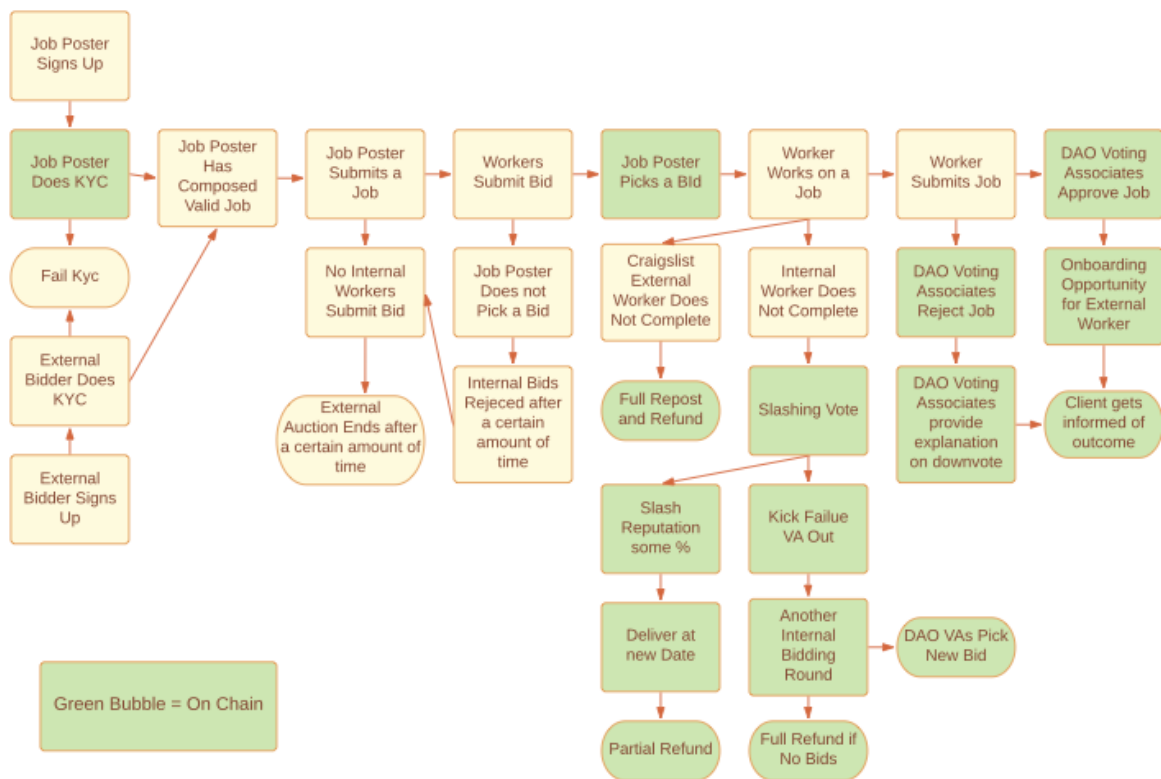 Job Poster
Signs Up
Job Poster
Does KYC
Job Poster
Has
Composed
Valid Job
Job Poster
Submits a
Job
Workers
Submit Bid
Job Poster
Picks a BId
Worker
Works on a
Job
Worker
Submits Job
DAO Voting
Associates
Approve Job
Fail Kyc
No Internal
Workers
Submit Bid
Job Poster
Does not
Pick a Bid
Craigslist
External
Worker Does
Not Complete
Internal
Worker Does
Not Complete
DAO Voting
Associates
Reject Job
Onboarding
Opportunity
for External
Worker
External
Bidder Does
KYC
External
Auction Ends after
a certain amount of
time
Internal Bids
Rejeced after
a certain
amount of
time
Full Repost
and Refund
Slashing Vote
DAO Voting
Associates
provide
explanation
on downvote
Client gets
informed of
outcome
External
Bidder Signs
Up
Slash
Reputation
some %
Kick Failue
VA Out
Deliver at
new Date
Another
Internal
Bidding
Round
DAO VAs Pick
New Bid
Green Bubble = On Chain
Partial Refund
Full Refund if
No Bids